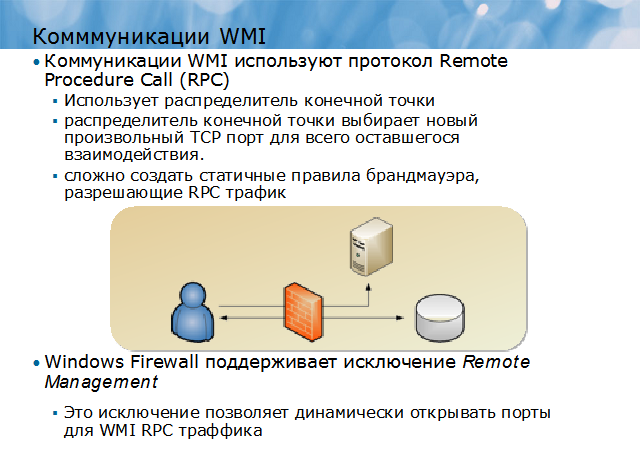 Комммуникации WMI
• Коммуникации WMI используют протокол Remote
Procedure Call (RPC)
▪ Использует распределитель конечной точки
▪ распределитель конечной точки выбирает новый
произвольный TCP порт для всего оставшегося
взаимодействия.
▪ сложно создать статичные правила брандмауэра,
разрешающие RPC трафик
• Windows Firewall поддерживает исключение Remote
Management
▪ Это исключение позволяет динамически открывать порты
для WMI RPC траффика